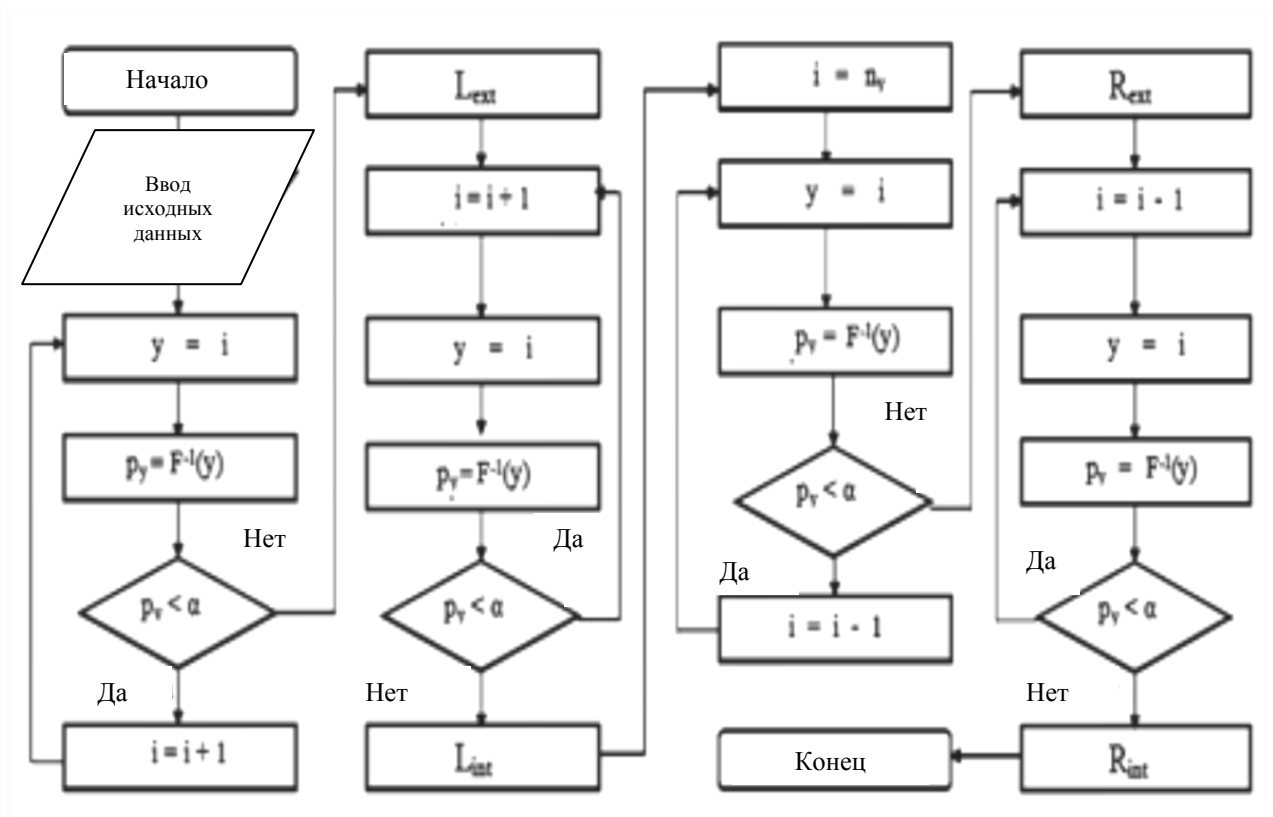 Начало
Ввод
исходных
данных
y = i
p_y = F⁻¹(y)
Нет
p_y < α
Да
i = i + 1
L_ext
i = i + 1
y = i
p_y = F⁻¹(y)
Да
p_y < α
Нет
L_int
i = n_y
y = i
p_y = F⁻¹(y)
Нет
p_y < α
Да
i = i - 1
Конец
R_ext
i = i - 1
y = i
p_y = F⁻¹(y)
Да
p_y < α
Нет
R_int